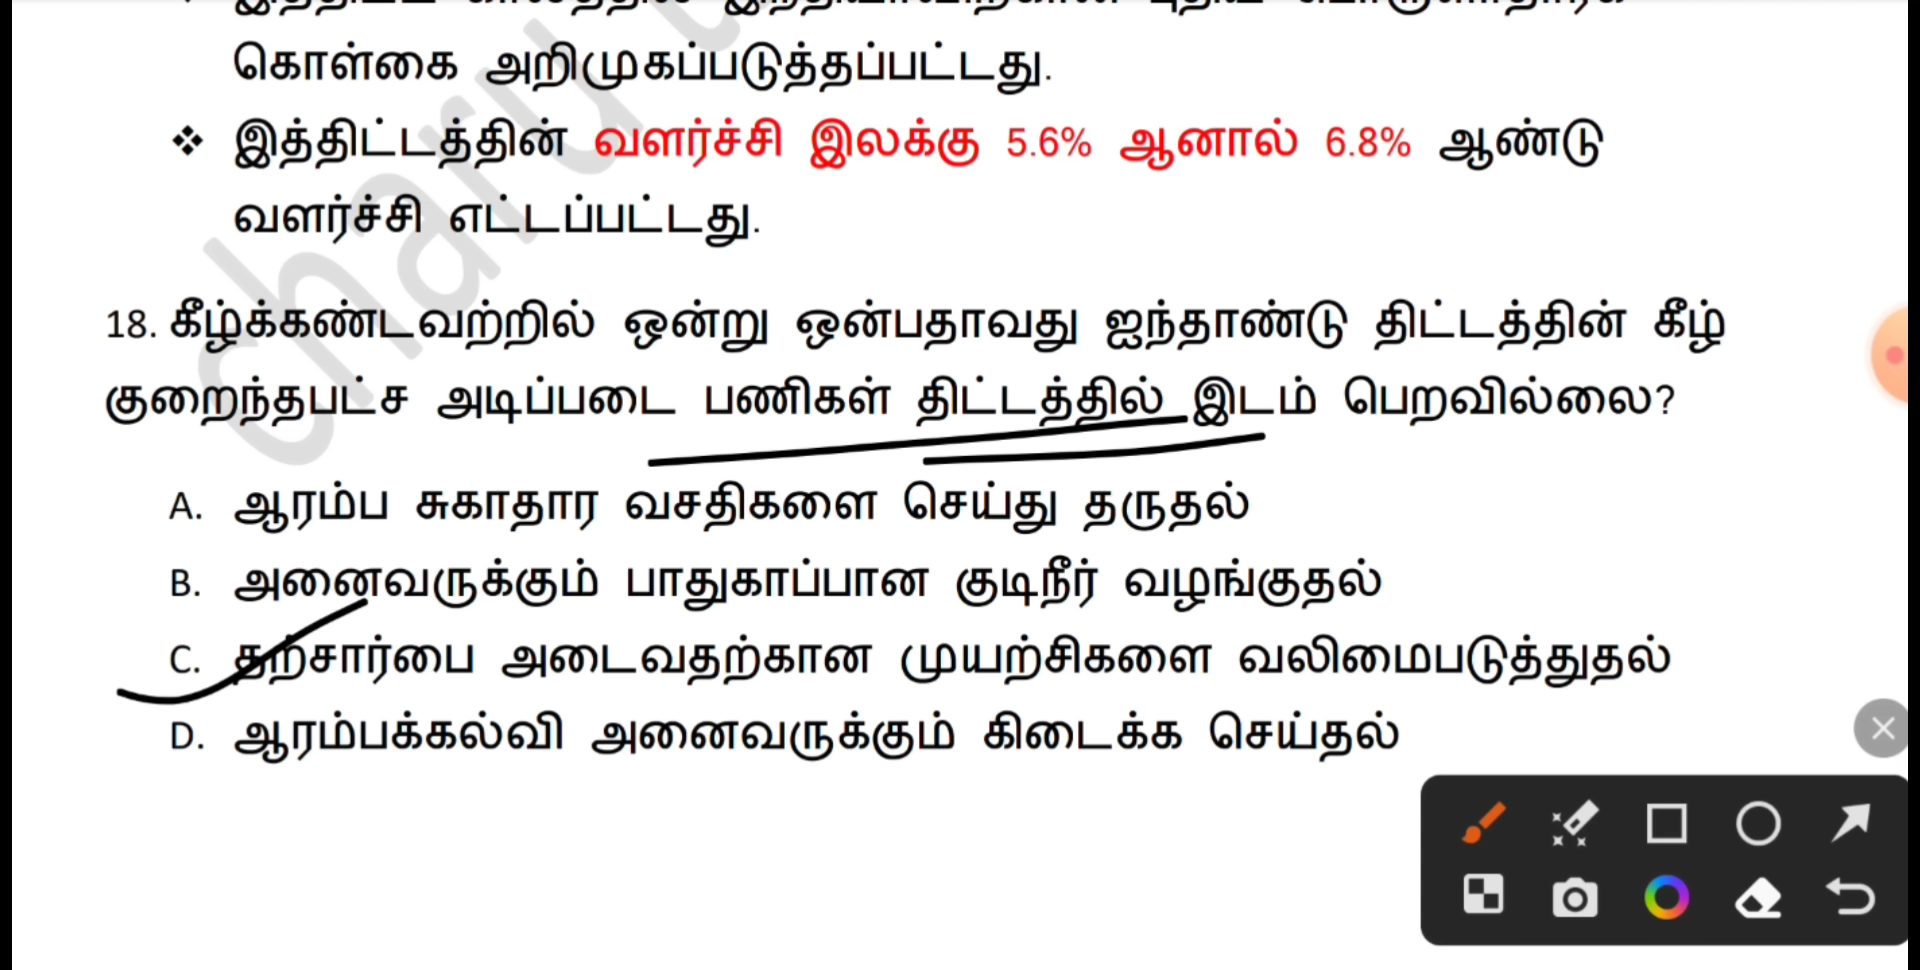 கொள்கை அறிமுகப்படுத்தப்பட்டது.
❖ இத்திட்டத்தின் வளர்ச்சி இலக்கு 5.6% ஆனால் 6.8% ஆண்டு
வளர்ச்சி எட்டப்பட்டது.
18. கீழ்க்கண்டவற்றில் ஒன்று ஒன்பதாவது ஐந்தாண்டு திட்டத்தின் கீழ்
குறைந்தபட்ச அடிப்படை பணிகள் திட்டத்தில் இடம் பெறவில்லை?
A. ஆரம்ப சுகாதார வசதிகளை செய்து தருதல்
B. அனைவருக்கும் பாதுகாப்பான குடிநீர் வழங்குதல்
C. தற்சார்பை அடைவதற்கான முயற்சிகளை வலிமைபடுத்துதல்
D. ஆரம்பக்கல்வி அனைவருக்கும் கிடைக்க செய்தல்